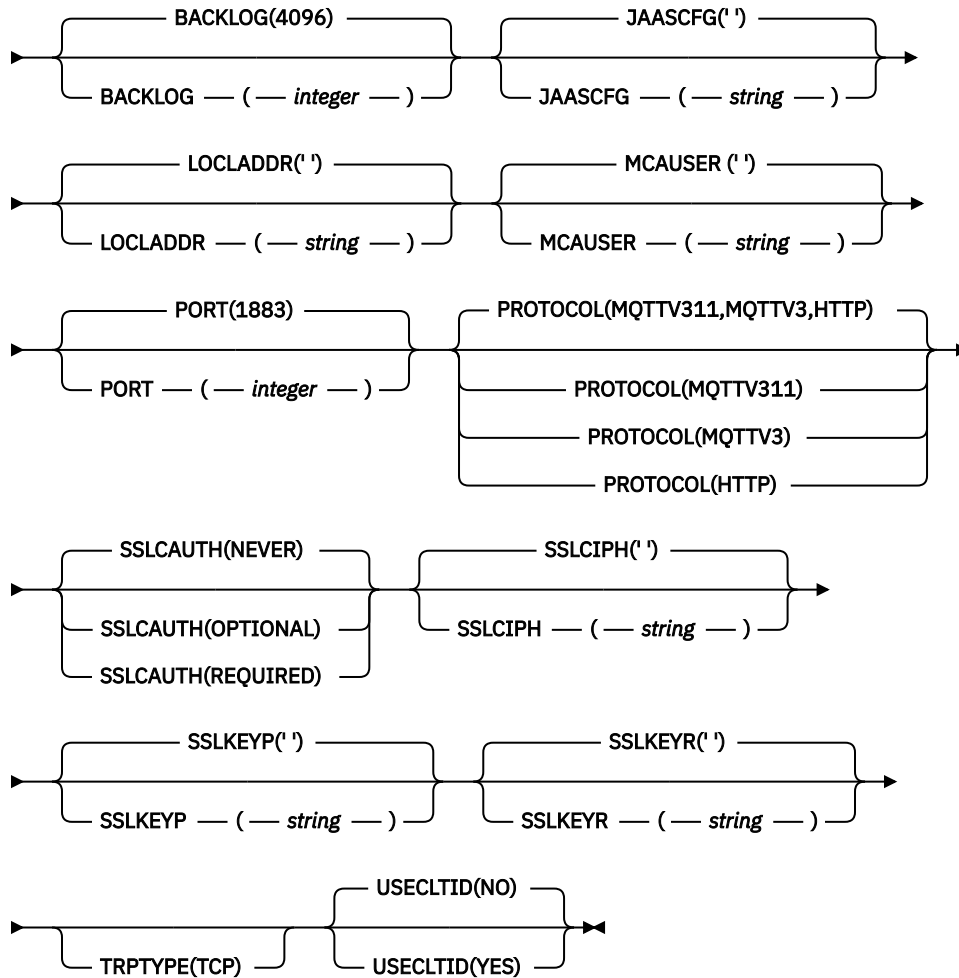 BACKLOG(4096) JAASCFG(' ')
BACKLOG ( integer ) JAASCFG ( string )
LOCLADDR(' ') MCAUSER (' ')
LOCLADDR ( string ) MCAUSER ( string )
PORT(1883) PROTOCOL(MQTTV311,MQTTV3,HTTP)
PORT ( integer ) PROTOCOL(MQTTV311)
PROTOCOL(MQTTV3)
PROTOCOL(HTTP)
SSLCAUTH(NEVER) SSLCIPH(' ')
SSLCAUTH(OPTIONAL) SSLCIPH ( string )
SSLCAUTH(REQUIRED)
SSLKEYP(' ') SSLKEYR(' ')
SSLKEYP ( string ) SSLKEYR ( string )
USECLTID(NO)
TRPTYPE(TCP) USECLTID(YES)